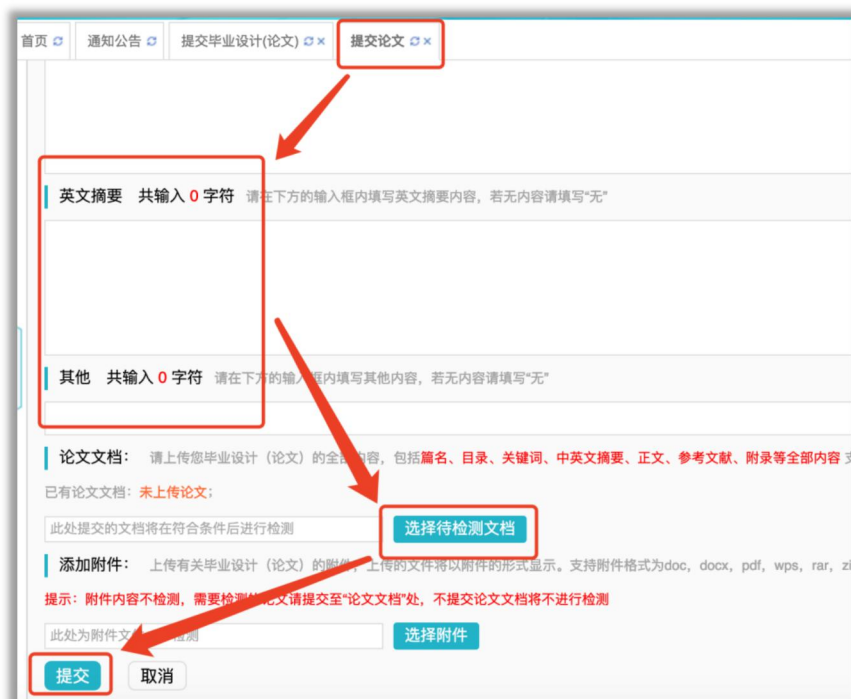 首页 通知公告 提交毕业设计(论文) 提交论文
英文摘要 共输入 0 字符 请在下方的输入框内填写英文摘要内容，若无内容请填写“无”
其他 共输入 0 字符 请在下方的输入框内填写其他内容，若无内容请填写“无”
论文文档： 请上传您毕业设计（论文）的全部内容，包括篇名、目录、关键词、中英文摘要、正文、参考文献、附录等全部内容 支
已有论文文档：未上传论文；
此处提交的文档将在符合条件后进行检测 选择待检测文档
添加附件： 上传有关毕业设计（论文）的附件，上传的文件将以附件的形式显示。支持附件格式为doc，docx，pdf，wps，rar，zi
提示：附件内容不检测，需要检测的论文请提交至“论文文档”处，不提交论文文档将不进行检测
此处为附件文 检测 选择附件
提交 取消